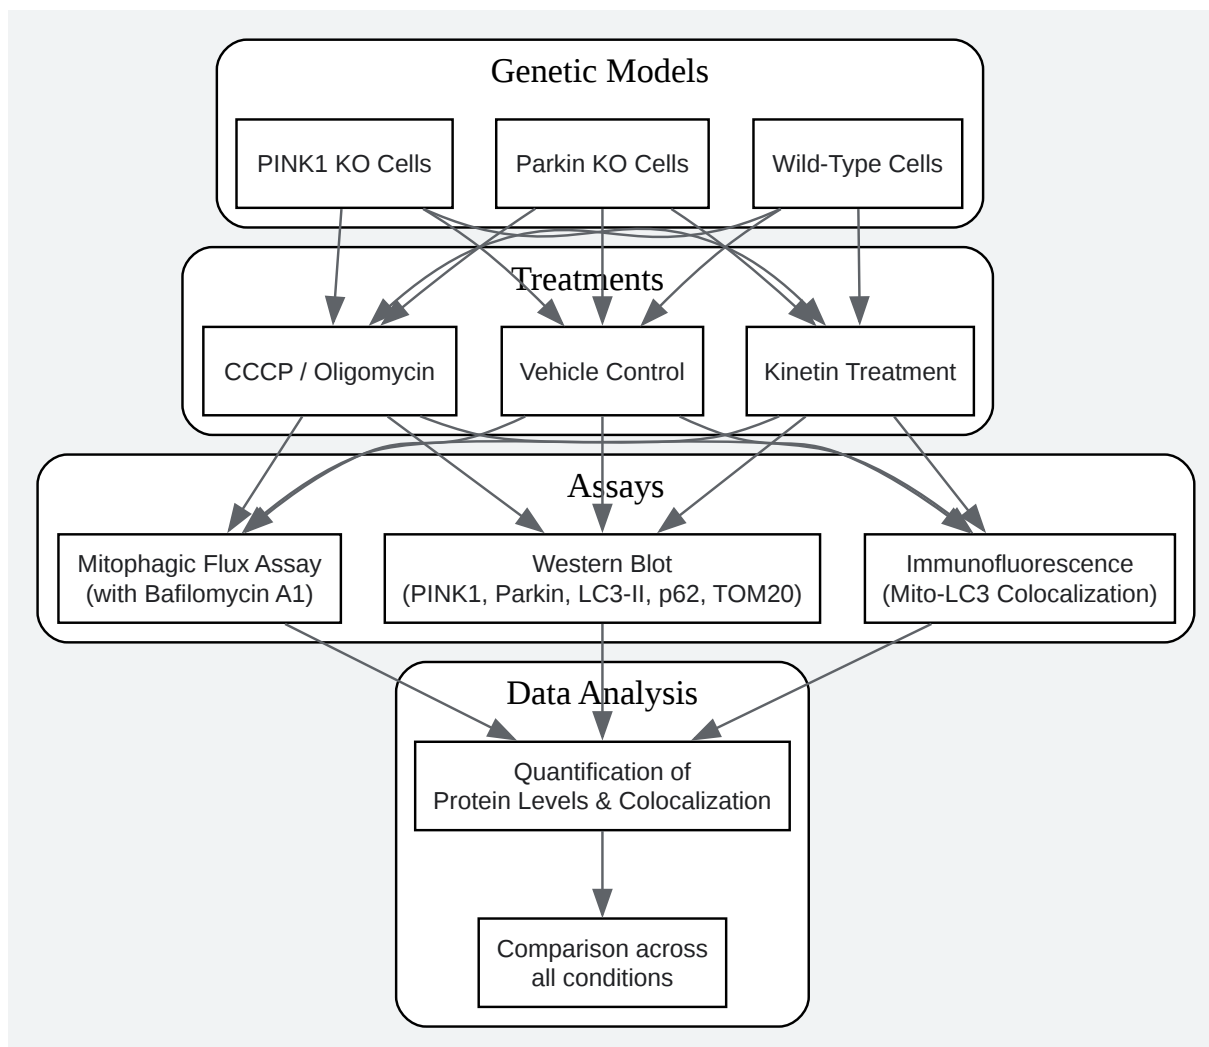 Genetic Models
PINK1 KO Cells
Parkin KO Cells
Wild-Type Cells
Treatments
CCCP / Oligomycin
Vehicle Control
Kinetin Treatment
Assays
Mitophagic Flux Assay
(with Bafilomycin A1)
Western Blot
(PINK1, Parkin, LC3-II, p62, TOM20)
Immunofluorescence
(Mito-LC3 Colocalization)
Data Analysis
Quantification of
Protein Levels & Colocalization
Comparison across
all conditions